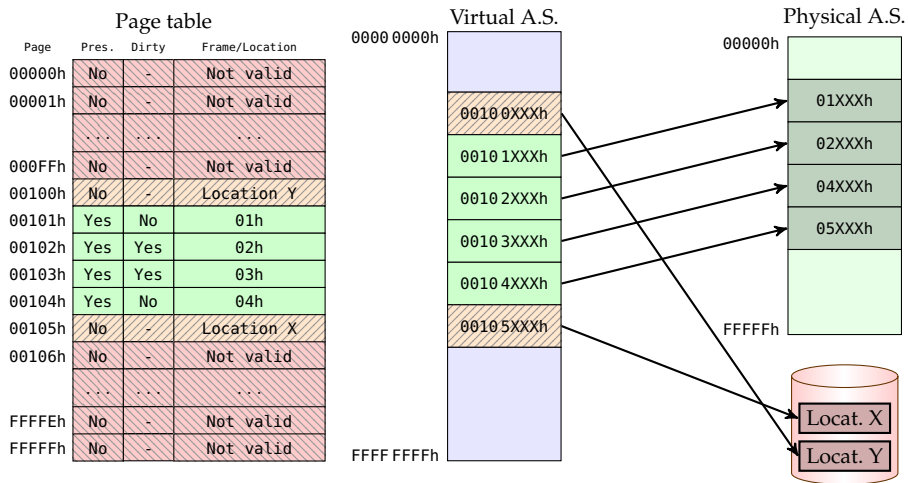 Page table
Page Pres. Dirty Frame/Location
00000h No - Not valid
00001h No - Not valid
... ... ...
000FFh No - Not valid
00100h No - Location Y
00101h Yes No 01h
00102h Yes Yes 02h
00103h Yes Yes 03h
00104h Yes No 04h
00105h No - Location X
00106h No - Not valid
... ... ...
FFFFEh No - Not valid
FFFFFh No - Not valid
Virtual A.S.
0000 0000h
0010 0XXXh
0010 1XXXh
0010 2XXXh
0010 3XXXh
0010 4XXXh
0010 5XXXh
FFFF FFFFh
Physical A.S.
00000h
01XXXh
02XXXh
04XXXh
05XXXh
FFFFFh
Locat. X
Locat. Y